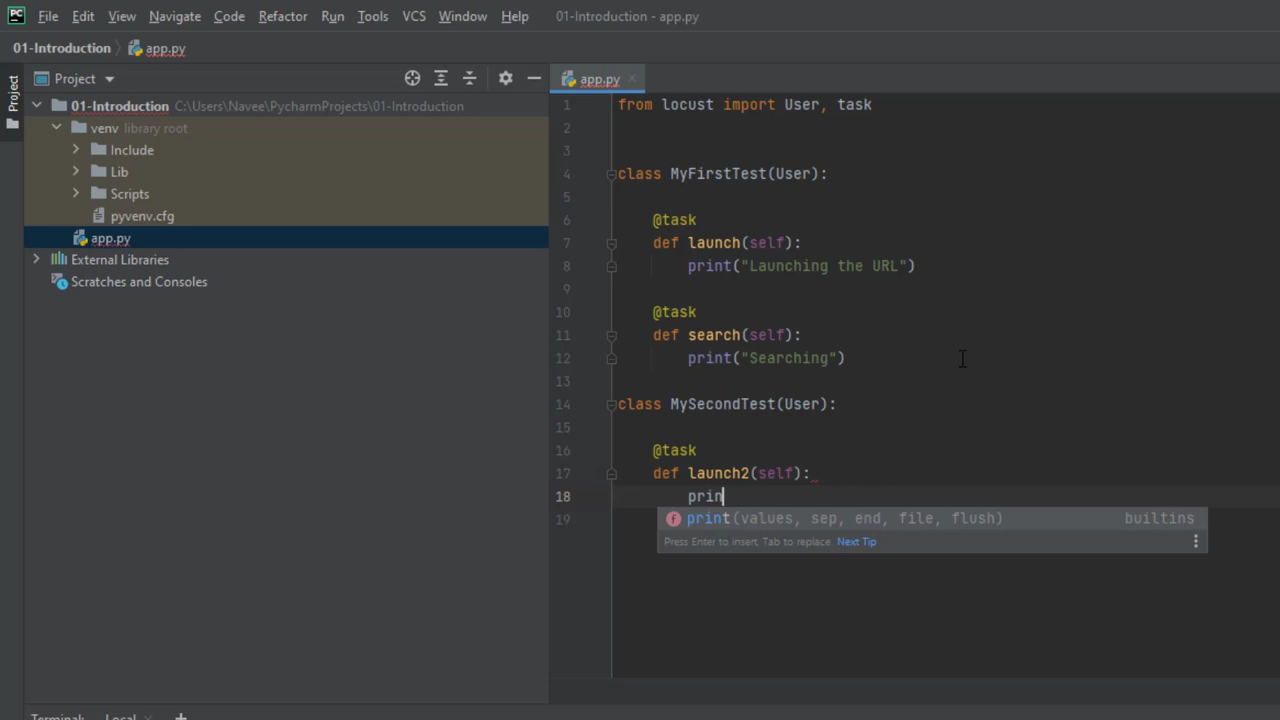 PC File Edit View Navigate Code Refactor Run Tools VCS Window Help 01-Introduction - app.py
01-Introduction app.py
Project
Project
01-Introduction C:\Users\Navee\PycharmProjects\01-Introduction
venv library root
Include
Lib
Scripts
pyvenv.cfg
app.py
External Libraries
Scratches and Consoles
app.py
1 from locust import User, task
2
3
4 class MyFirstTest(User):
5
6 @task
7 def launch(self):
8 print("Launching the URL")
9
10 @task
11 def search(self):
12 print("Searching")
13
14 class MySecondTest(User):
15
16 @task
17 def launch2(self):
18 prin
19
print(values, sep, end, file, flush) builtins
Press Enter to insert, Tab to replace Next Tip
Terminal: Local +